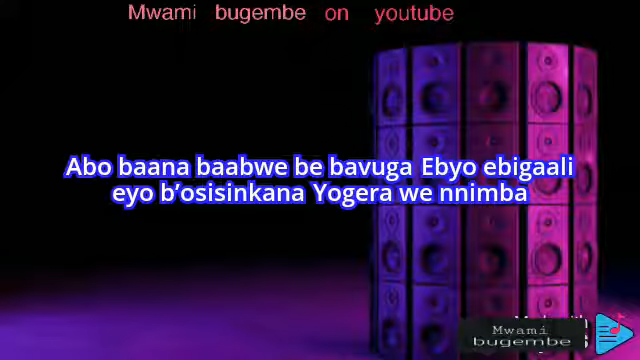 Mwami bugembe on youtube
Abo baana baabwe be bavuga Ebyo ebigaali
eyo b’osisinkana Yogera we nnimba
Mwami
bugembe